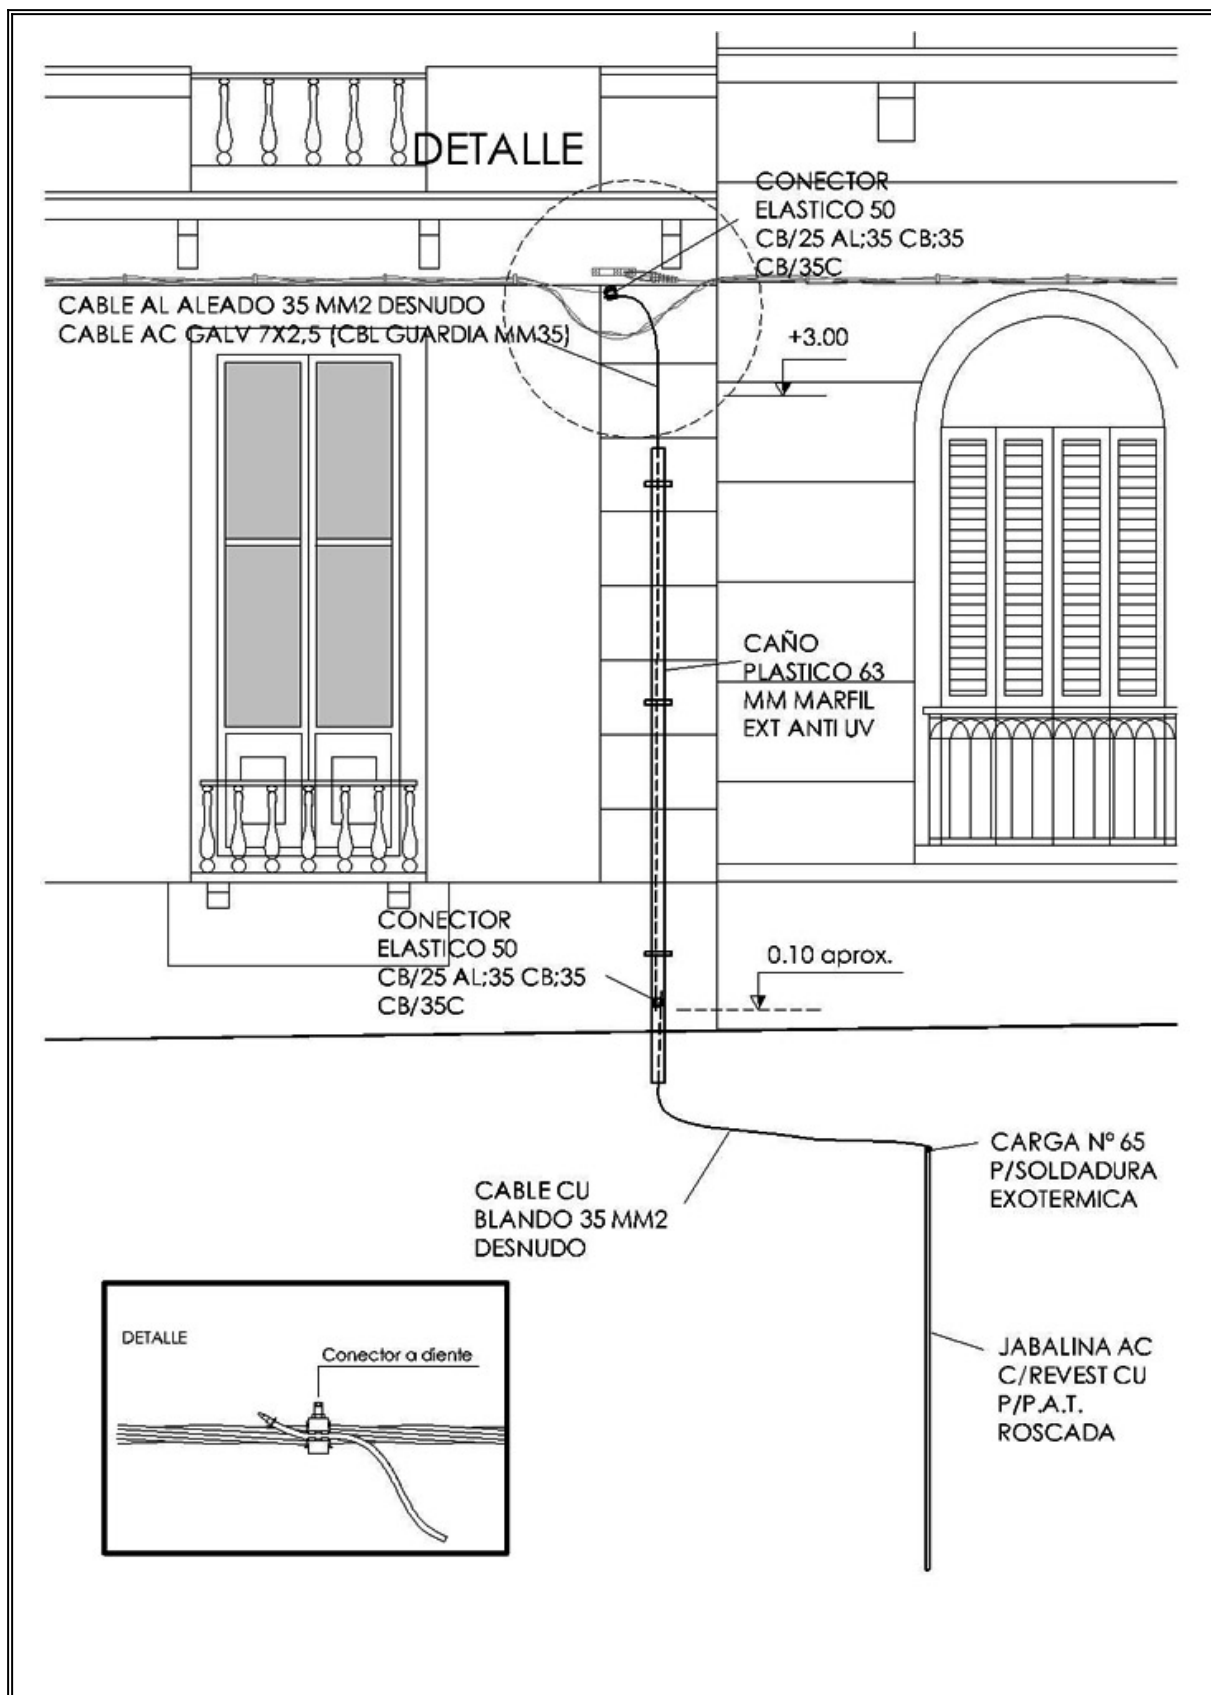 DETALLE
CONECTOR
ELASTICO 50
CB/25 AL;35 CB;35
CB/35C
CABLE AL ALEADO 35 MM2 DESNUDO
CABLE AC GALV 7X2,5 (CBL GUARDIA MM35)
+3.00
CAÑO
PLASTICO 63
MM MARFIL
EXT ANTI UV
CONECTOR
ELASTICO 50
CB/25 AL;35 CB;35
CB/35C
0.10 aprox.
CARGA Nº 65
P/SOLDADURA
EXOTERMICA
CABLE CU
BLANDO 35 MM2
DESNUDO
DETALLE
Conector a diente
JABALINA AC
C/REVEST CU
P/P.A.T.
ROSCADA